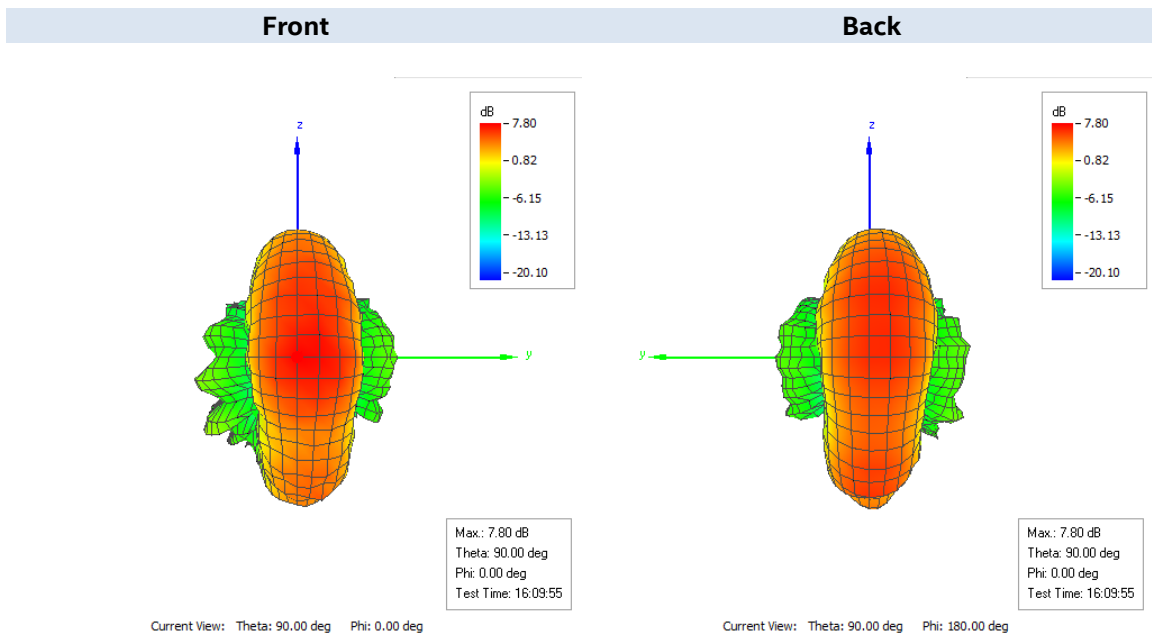 Front
Back
dB
7.80
0.82
-6.15
-13.13
-20.10
z
y
Max.: 7.80 dB
Theta: 90.00 deg
Phi: 0.00 deg
Test Time: 16:09:55
Current View: Theta: 90.00 deg Phi: 0.00 deg
dB
7.80
0.82
-6.15
-13.13
-20.10
z
y
Max.: 7.80 dB
Theta: 90.00 deg
Phi: 0.00 deg
Test Time: 16:09:55
Current View: Theta: 90.00 deg Phi: 180.00 deg